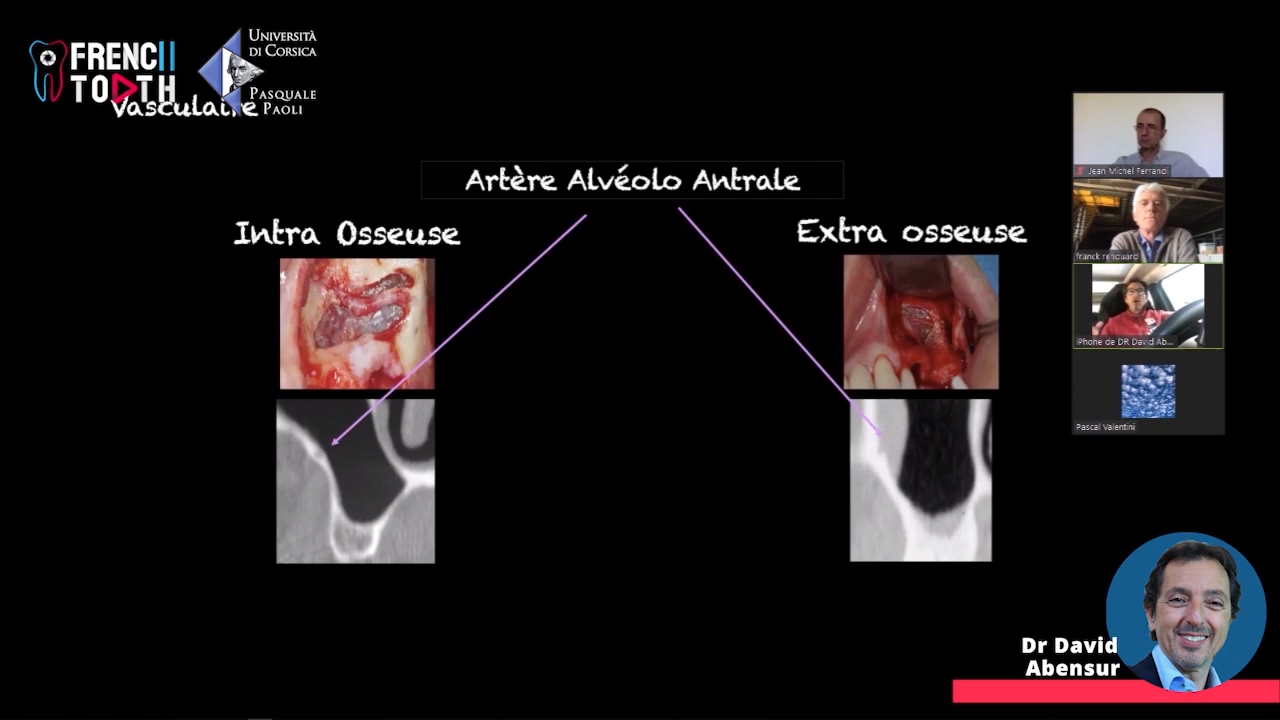 FRENCH
TOOTH
UNIVERSITÀ
DI CORSICA
PASQUALE
PAOLI
Vasculaire
Artère Alvéolo Antrale
Intra Osseuse
Extra osseuse
Jean Michel Ferrandi
franck renouard
iPhone de DR David Ab...
Pascal Valentini
Dr David
Abensur